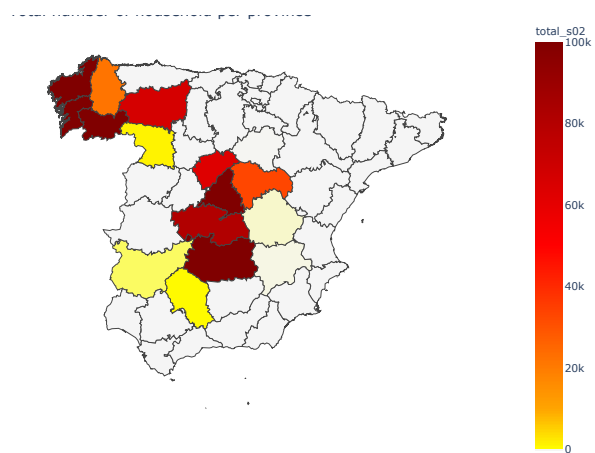 Total number of household per province
total_s02
100k
80k
60k
40k
20k
0